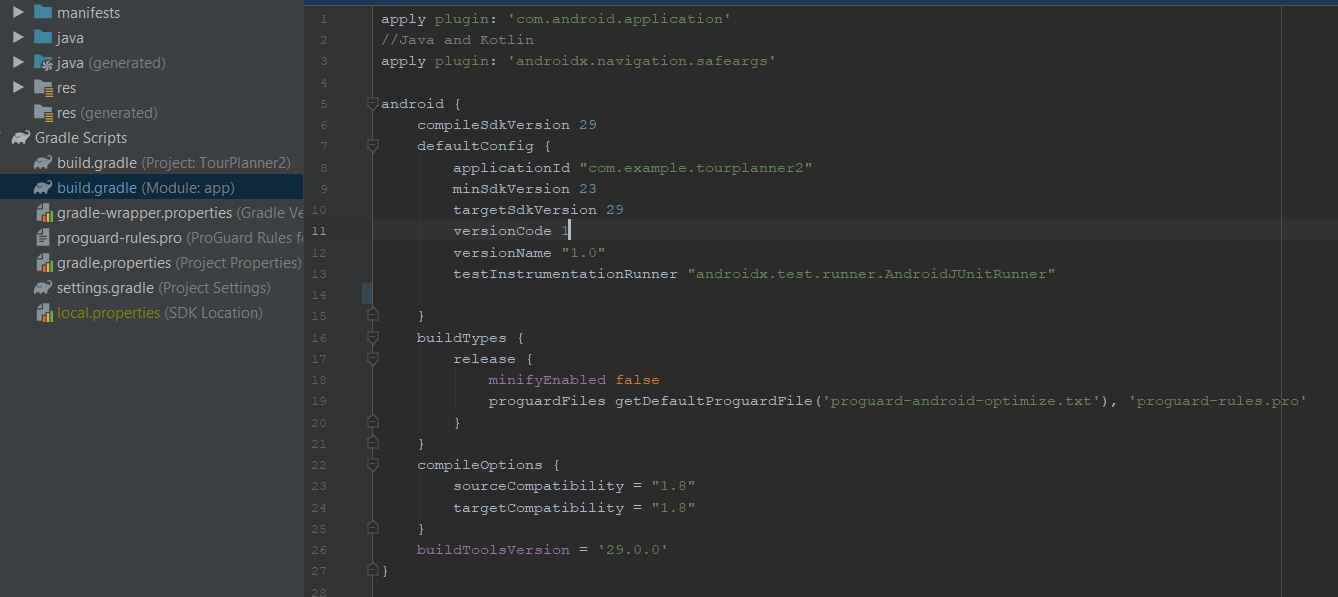 manifests
java
java (generated)
res
res (generated)
Gradle Scripts
build.gradle (Project: TourPlanner2)
build.gradle (Module: app)
gradle-wrapper.properties (Gradle Ve
proguard-rules.pro (ProGuard Rules fo
gradle.properties (Project Properties)
settings.gradle (Project Settings)
local.properties (SDK Location)
1 apply plugin: 'com.android.application'
2 //Java and Kotlin
3 apply plugin: 'androidx.navigation.safeargs'
4
5 android {
6 compileSdkVersion 29
7 defaultConfig {
8 applicationId "com.example.tourplanner2"
9 minSdkVersion 23
10 targetSdkVersion 29
11 versionCode 1
12 versionName "1.0"
13 testInstrumentationRunner "androidx.test.runner.AndroidJUnitRunner"
14
15 }
16 buildTypes {
17 release {
18 minifyEnabled false
19 proguardFiles getDefaultProguardFile('proguard-android-optimize.txt'), 'proguard-rules.pro'
20 }
21 }
22 compileOptions {
23 sourceCompatibility = "1.8"
24 targetCompatibility = "1.8"
25 }
26 buildToolsVersion = '29.0.0'
27 }
28